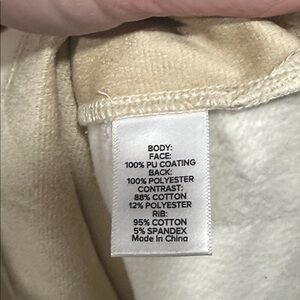 BODY:
FACE:
100% PU COATING
BACK:
100% POLYESTER
CONTRAST:
88% COTTON
12% POLYESTER
RIB:
95% COTTON
5% SPANDEX
Made in China